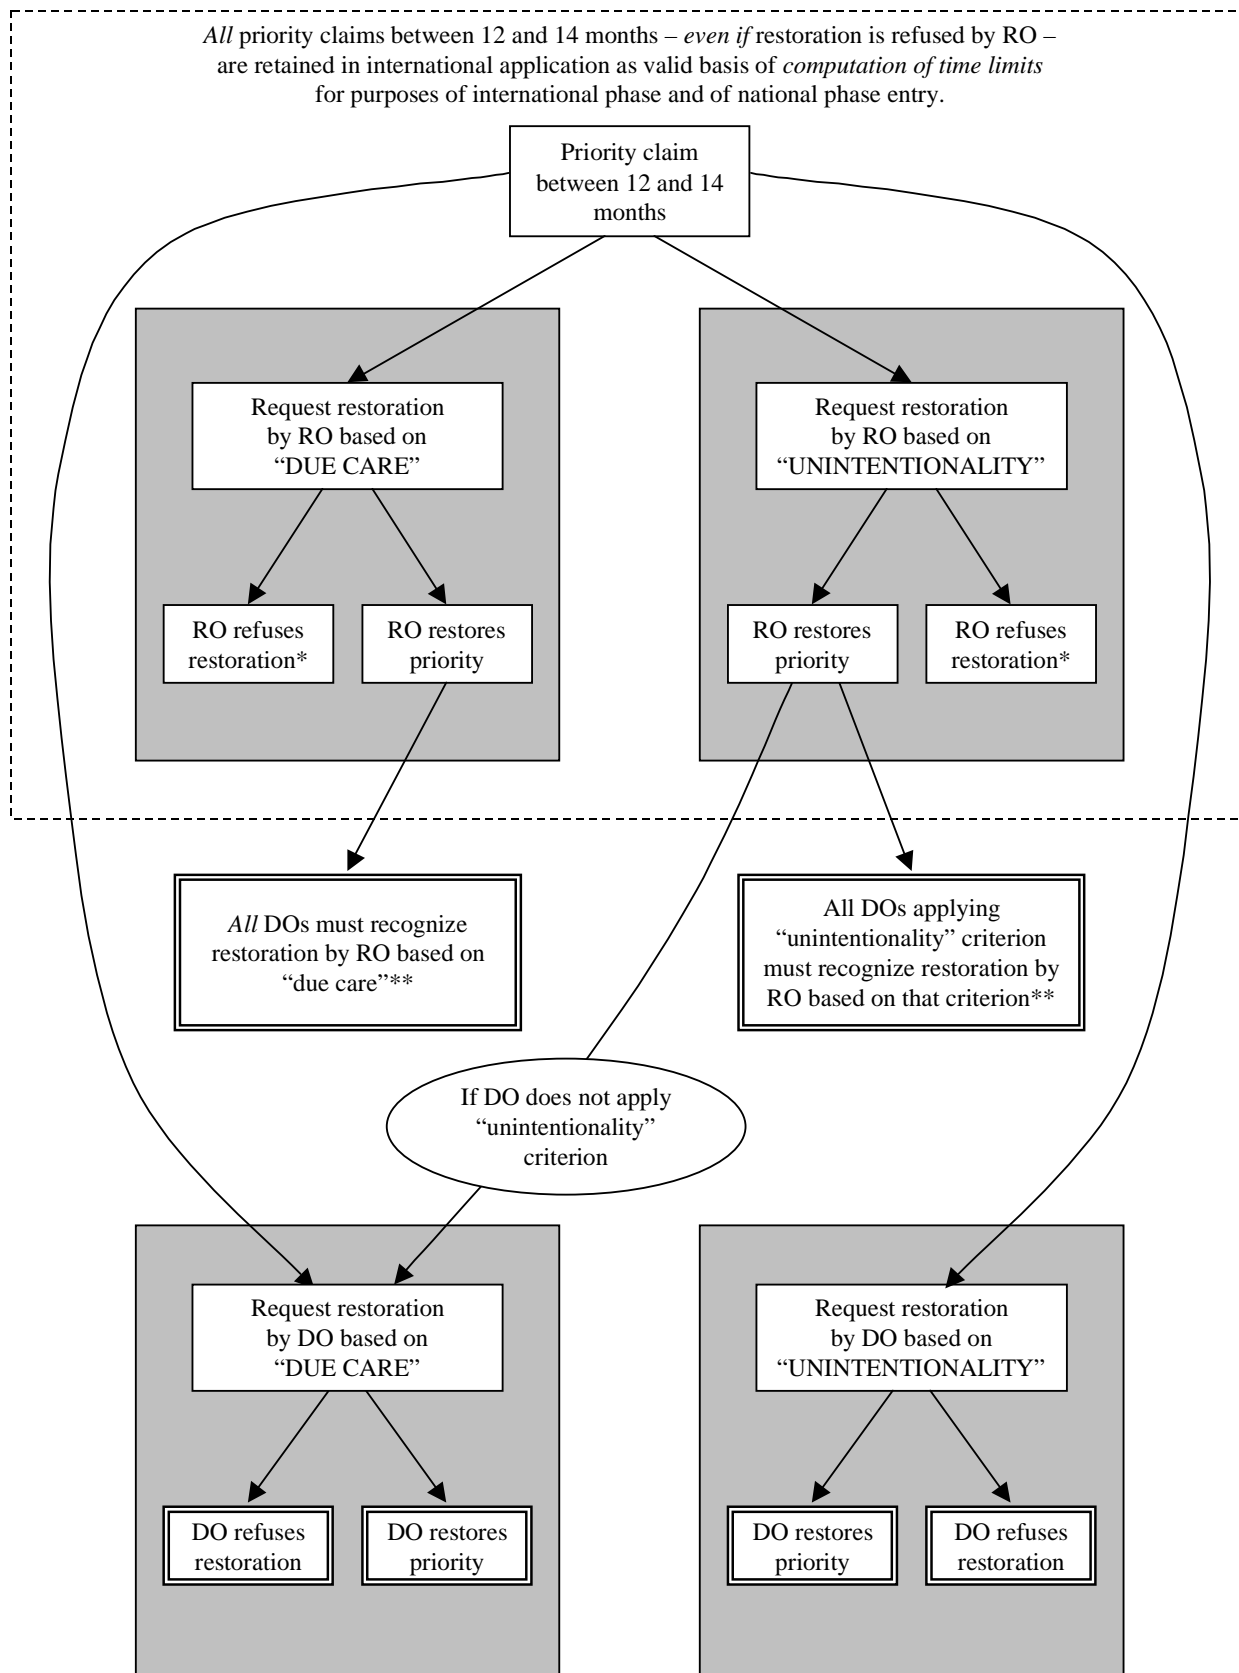 All priority claims between 12 and 14 months – even if restoration is refused by RO –
are retained in international application as valid basis of computation of time limits
for purposes of international phase and of national phase entry.
Priority claim
between 12 and 14
months
Request restoration
by RO based on
“DUE CARE”
Request restoration
by RO based on
“UNINTENTIONALITY”
RO refuses
restoration*
RO restores
priority
RO restores
priority
RO refuses
restoration*
All DOs must recognize
restoration by RO based on
“due care”**
All DOs applying
“unintentionality” criterion
must recognize restoration by
RO based on that criterion**
If DO does not apply
“unintentionality”
criterion
Request restoration
by DO based on
“DUE CARE”
Request restoration
by DO based on
“UNINTENTIONALITY”
DO refuses
restoration
DO restores
priority
DO restores
priority
DO refuses
restoration